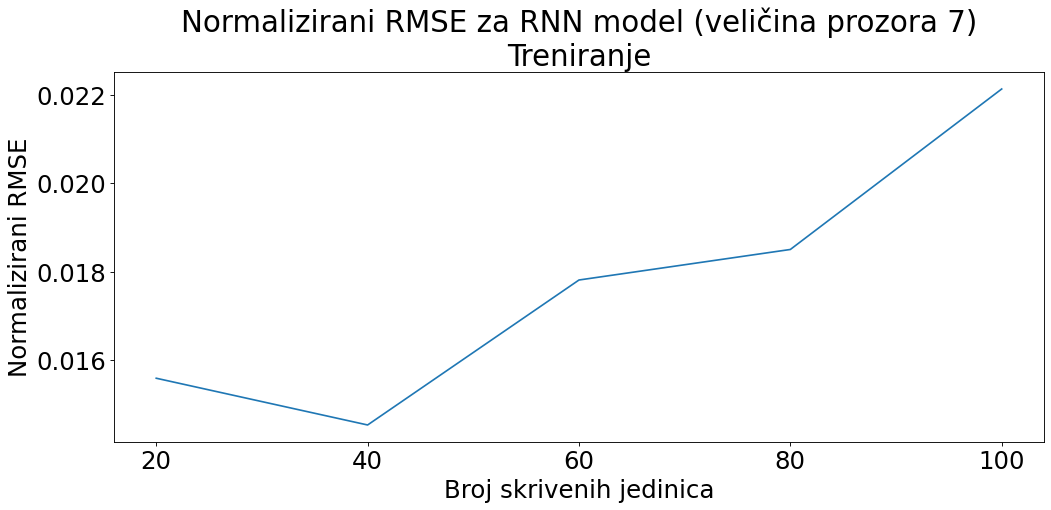 Normalizirani RMSE za RNN model (veličina prozora 7)
Treniranje
Normalizirani RMSE
0.022
0.020
0.018
0.016
20 40 60 80 100
Broj skrivenih jedinica